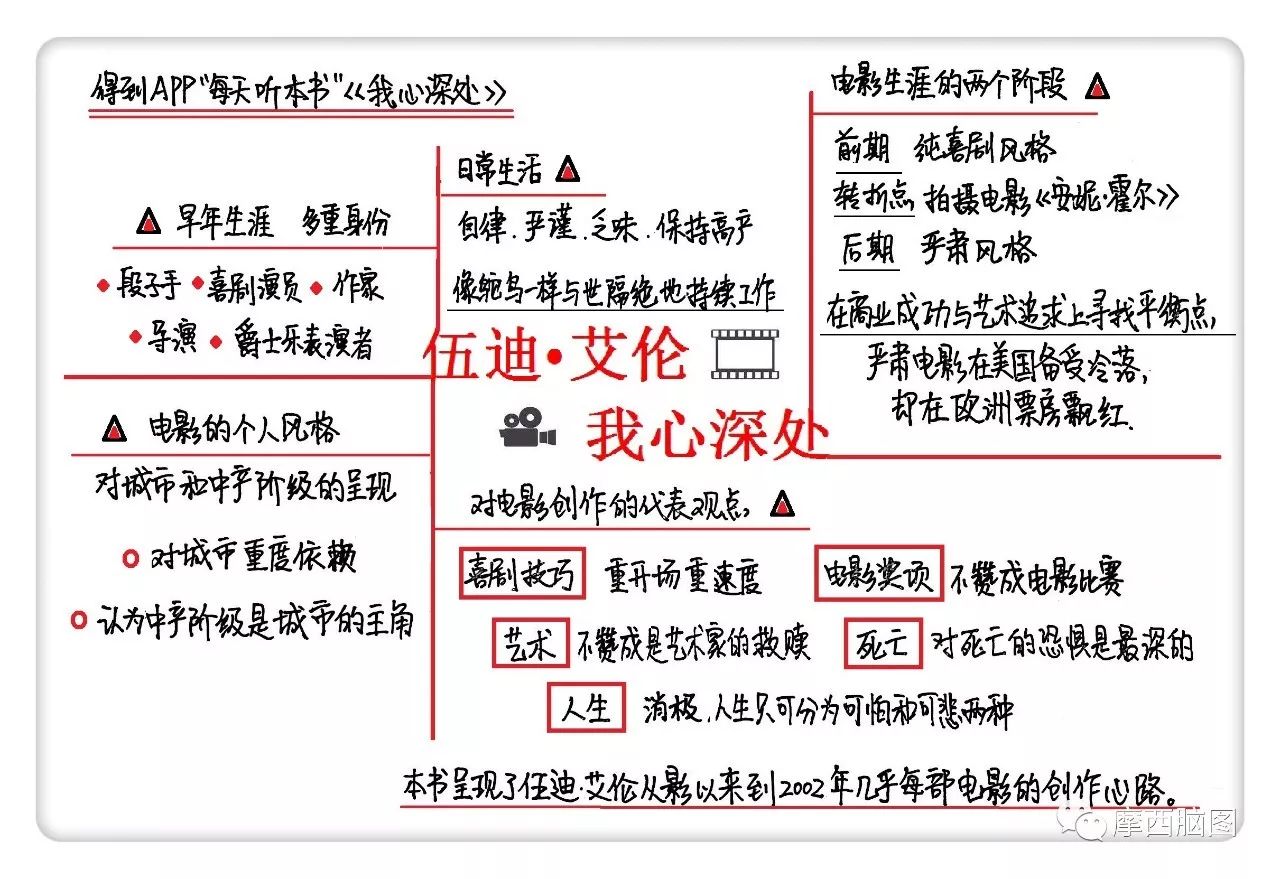 得到APP“每天听本书”《我心深处》
早年生涯 多重身份
段子手 喜剧演员 作家
导演 爵士乐表演者
日常生活
自律、严谨、乏味、保持高产
像鸵鸟一样与世隔绝地持续工作
电影生涯的两个阶段
前期 纯喜剧风格
转折点 拍摄电影《安妮·霍尔》
后期 严肃风格
在商业成功与艺术追求上寻找平衡点,
严肃电影在美国备受冷落,
却在欧洲票房飘红.
伍迪·艾伦
我心深处
电影的个人风格
对城市和中产阶级的呈现
对城市重度依赖
认为中产阶级是城市的主角
对电影创作的代表观点,
喜剧技巧 重开场重速度
电影奖项 不赞成电影比赛
艺术 不赞成是艺术家的救赎
死亡 对死亡的恐惧是最深的
人生 消极、人生只可分为可怕和可悲两种
本书呈现了伍迪·艾伦从影以来到2002年几乎每部电影的创作心路。
摩西脑图